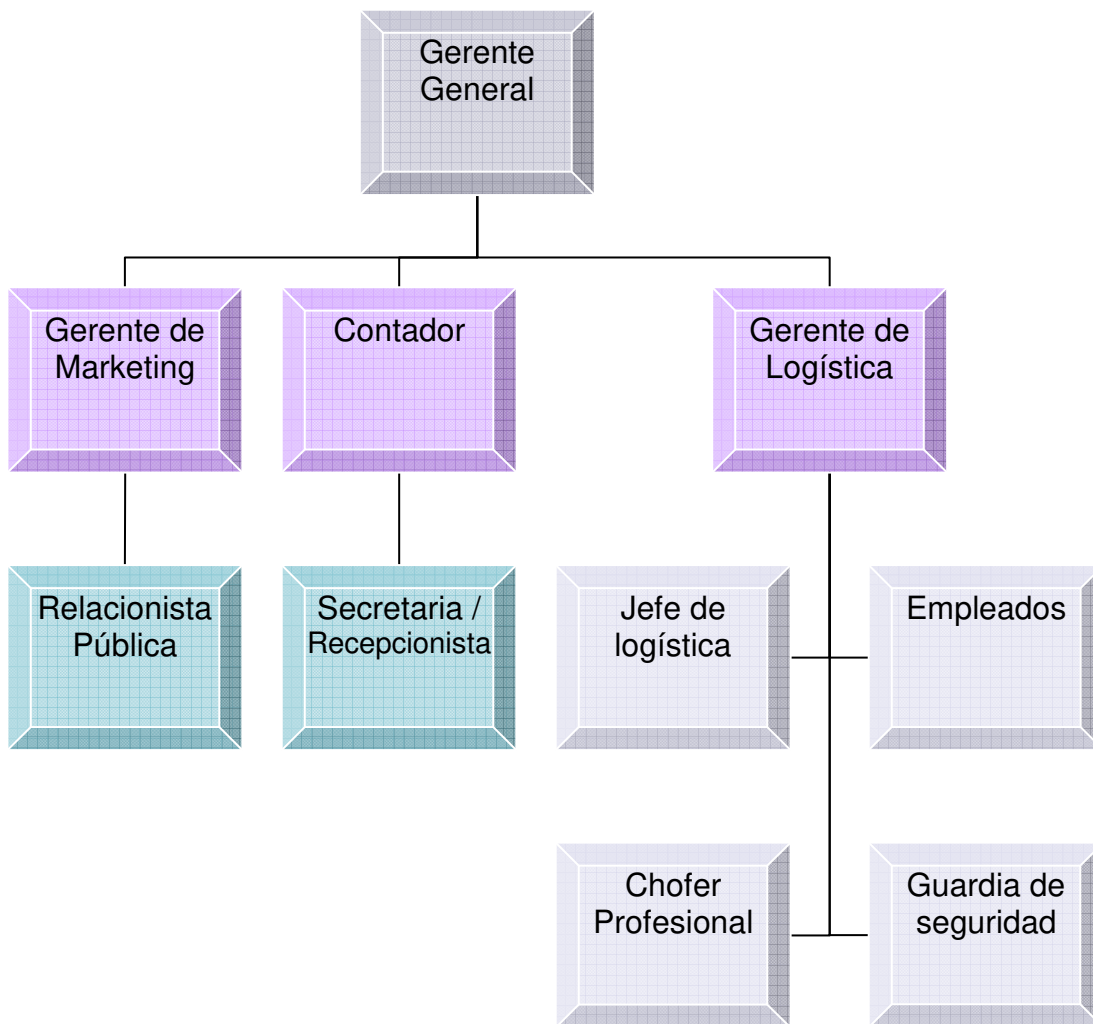 Gerente
General
Gerente de
Marketing
Contador
Gerente de
Logística
Relacionista
Pública
Secretaria /
Recepcionista
Jefe de
logística
Empleados
Chofer
Profesional
Guardia de
seguridad